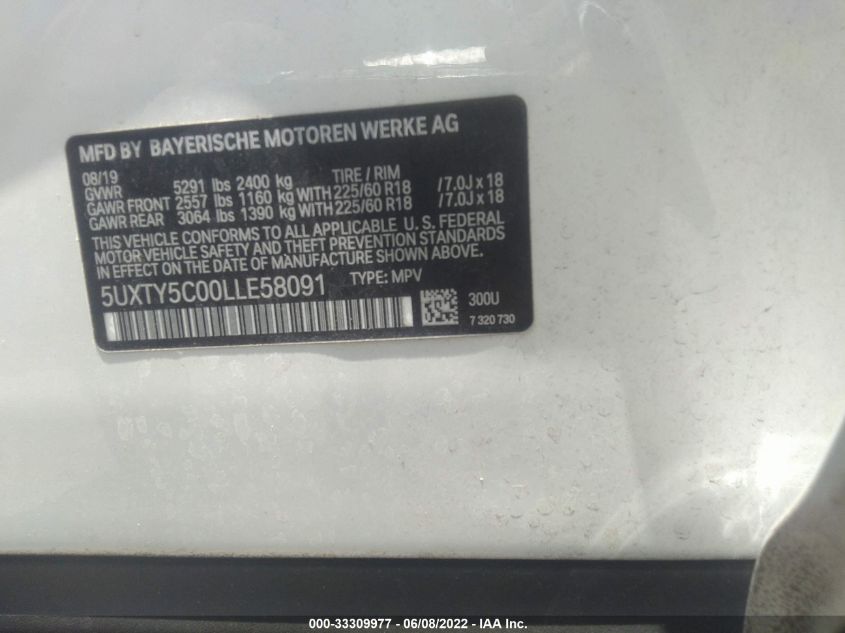 MFD BY BAYERISCHE MOTOREN WERKE AG
08/19 TIRE / RIM
GVWR 5291 lbs 2400 kg
GAWR FRONT 2557 lbs 1160 kg WITH 225/60 R18 /7.0J x 18
GAWR REAR 3064 lbs 1390 kg WITH 225/60 R18 /7.0J x 18
THIS VEHICLE CONFORMS TO ALL APPLICABLE U. S. FEDERAL
MOTOR VEHICLE SAFETY AND THEFT PREVENTION STANDARDS
IN EFFECT ON THE DATE OF MANUFACTURE SHOWN ABOVE.
5UXTY5C00LLE58091 TYPE: MPV
300U
7 320 730
000-33309977 - 06/08/2022 - IAA Inc.